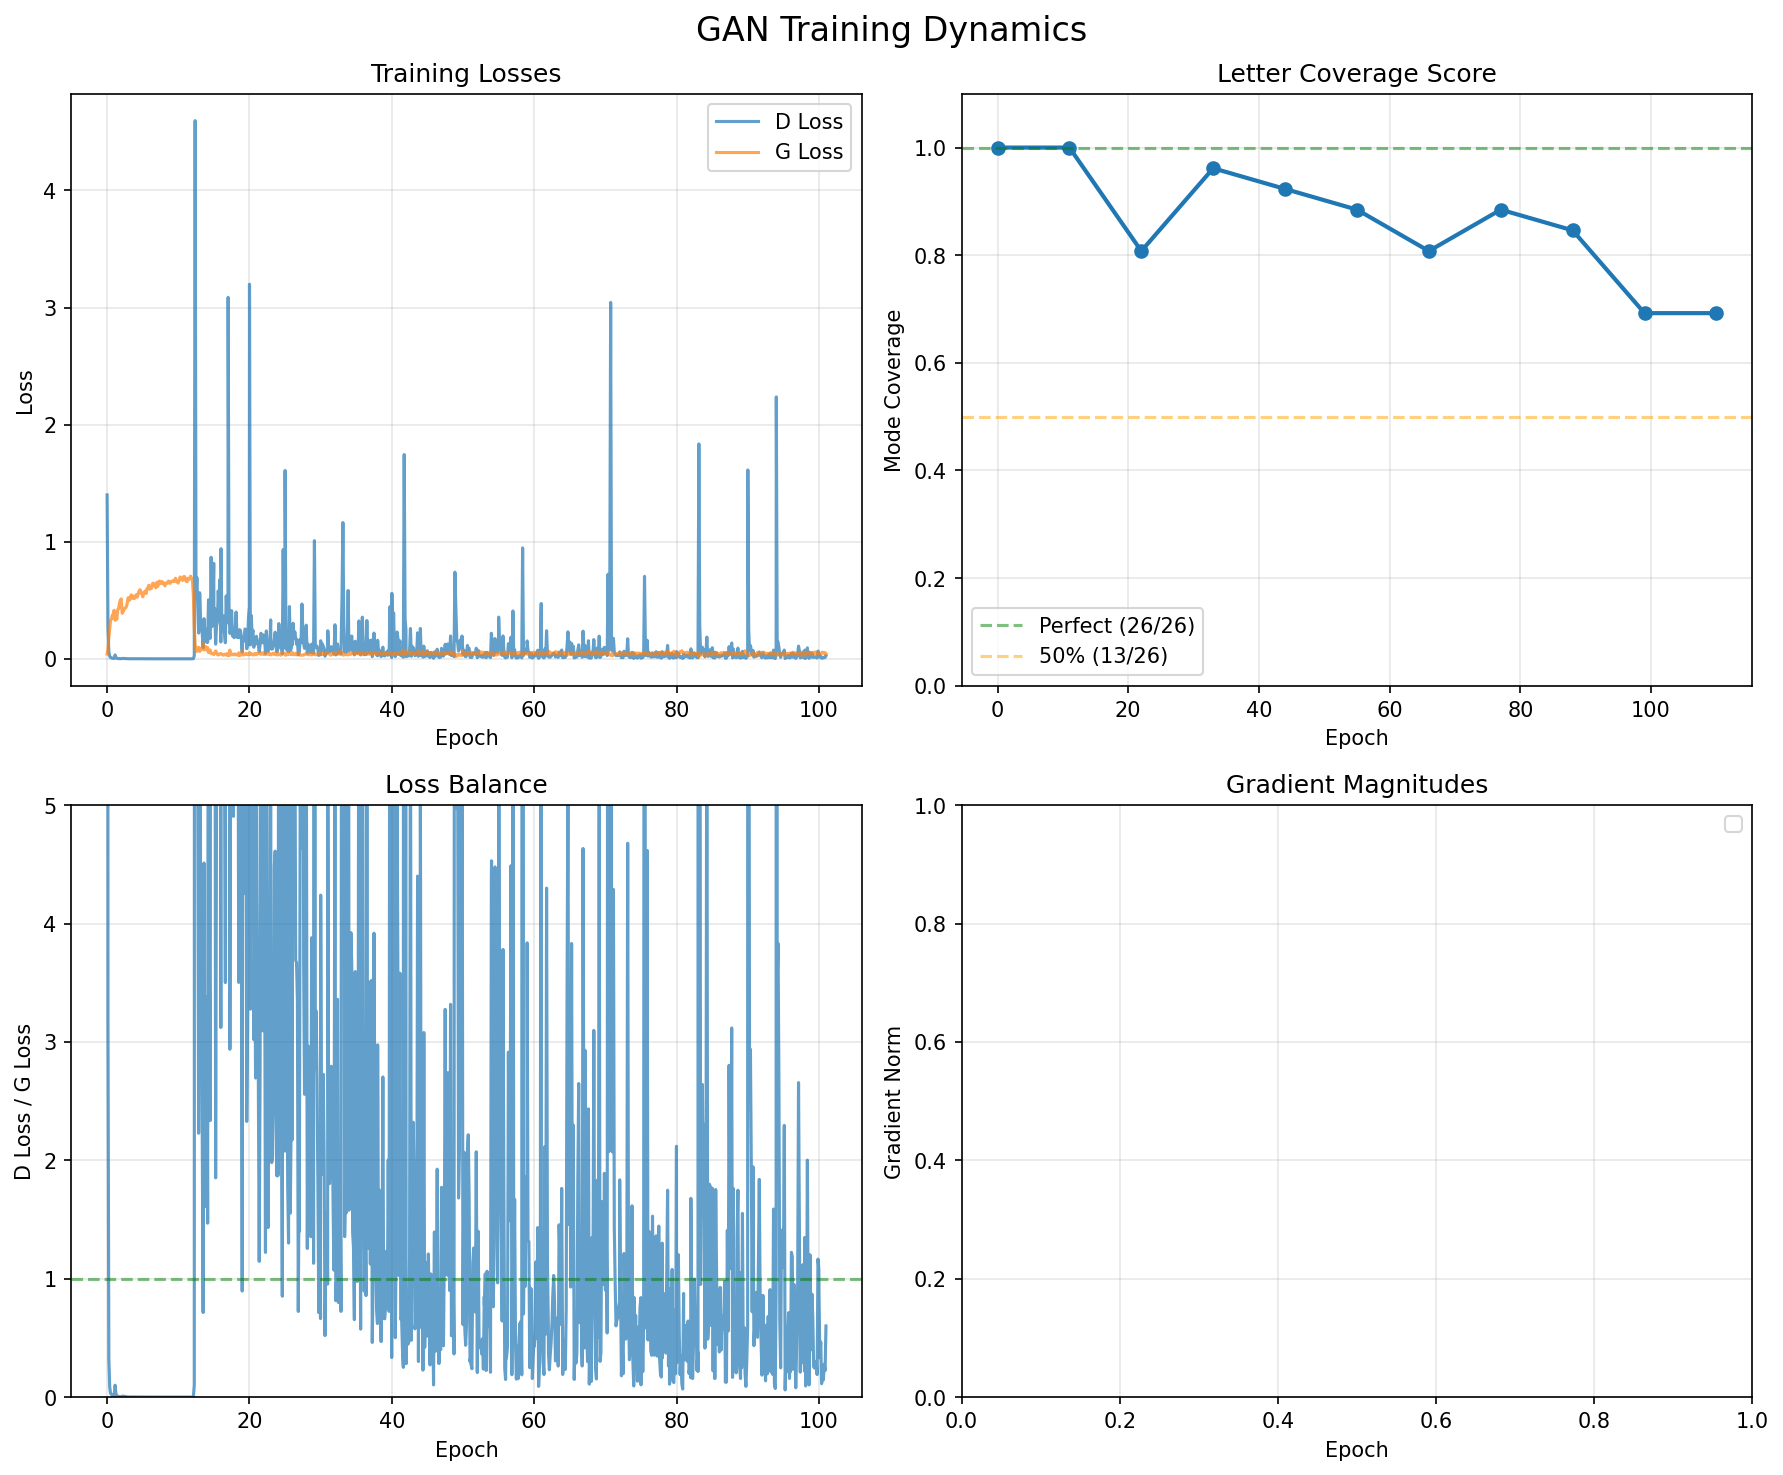 GAN Training Dynamics
Training Losses
D Loss
G Loss
Loss
4
3
2
1
0
0 20 40 60 80 100
Epoch
Letter Coverage Score
Mode Coverage
1.0
0.8
0.6
0.4
0.2
0.0
Perfect (26/26)
50% (13/26)
0 20 40 60 80 100
Epoch
Loss Balance
D Loss / G Loss
5
4
3
2
1
0
0 20 40 60 80 100
Epoch
Gradient Magnitudes
Gradient Norm
1.0
0.8
0.6
0.4
0.2
0.0
0.0 0.2 0.4 0.6 0.8 1.0
Epoch